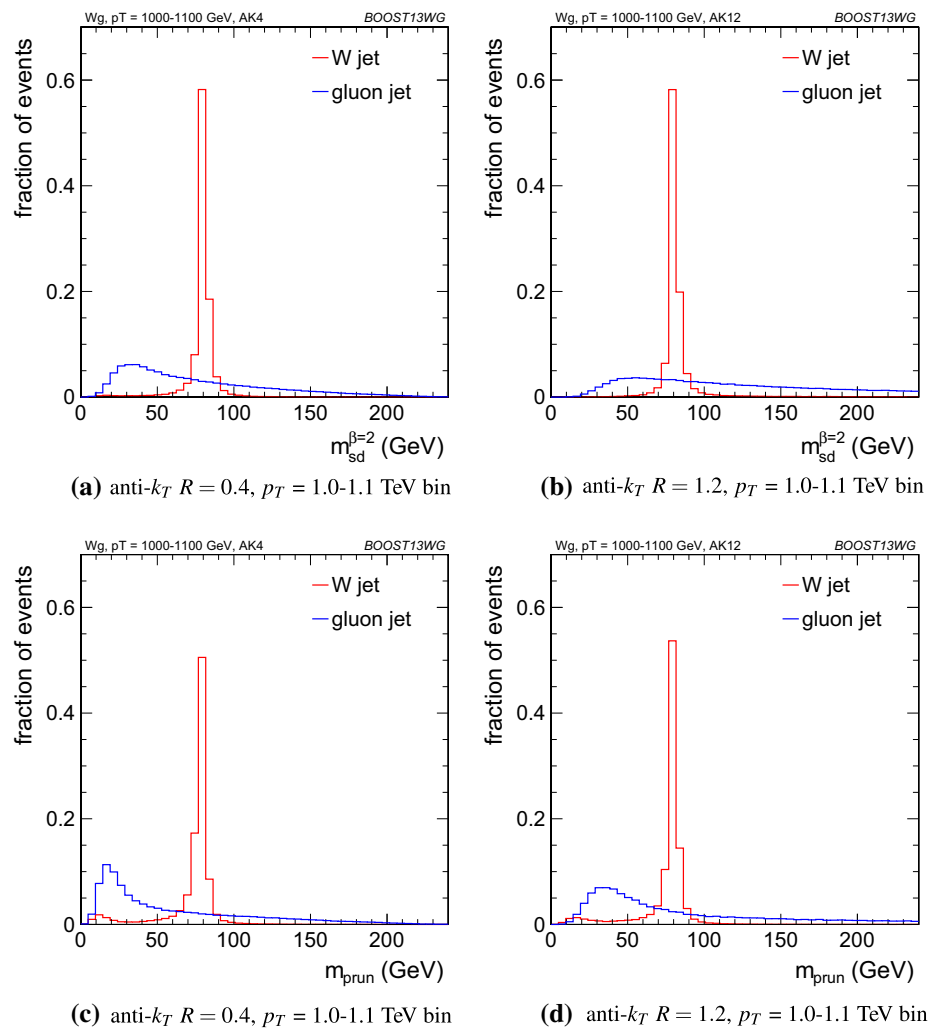 Wg, pT = 1000-1100 GeV, AK4 BOOST13WG
fraction of events
W jet
gluon jet
0.6
0.4
0.2
0
0 50 100 150 200
m_sd^β=2 (GeV)
(a) anti-k_T R = 0.4, p_T = 1.0-1.1 TeV bin
Wg, pT = 1000-1100 GeV, AK12 BOOST13WG
fraction of events
W jet
gluon jet
0.6
0.4
0.2
0
0 50 100 150 200
m_sd^β=2 (GeV)
(b) anti-k_T R = 1.2, p_T = 1.0-1.1 TeV bin
Wg, pT = 1000-1100 GeV, AK4 BOOST13WG
fraction of events
W jet
gluon jet
0.6
0.4
0.2
0
0 50 100 150 200
m_prun (GeV)
(c) anti-k_T R = 0.4, p_T = 1.0-1.1 TeV bin
Wg, pT = 1000-1100 GeV, AK12 BOOST13WG
fraction of events
W jet
gluon jet
0.6
0.4
0.2
0
0 50 100 150 200
m_prun (GeV)
(d) anti-k_T R = 1.2, p_T = 1.0-1.1 TeV bin